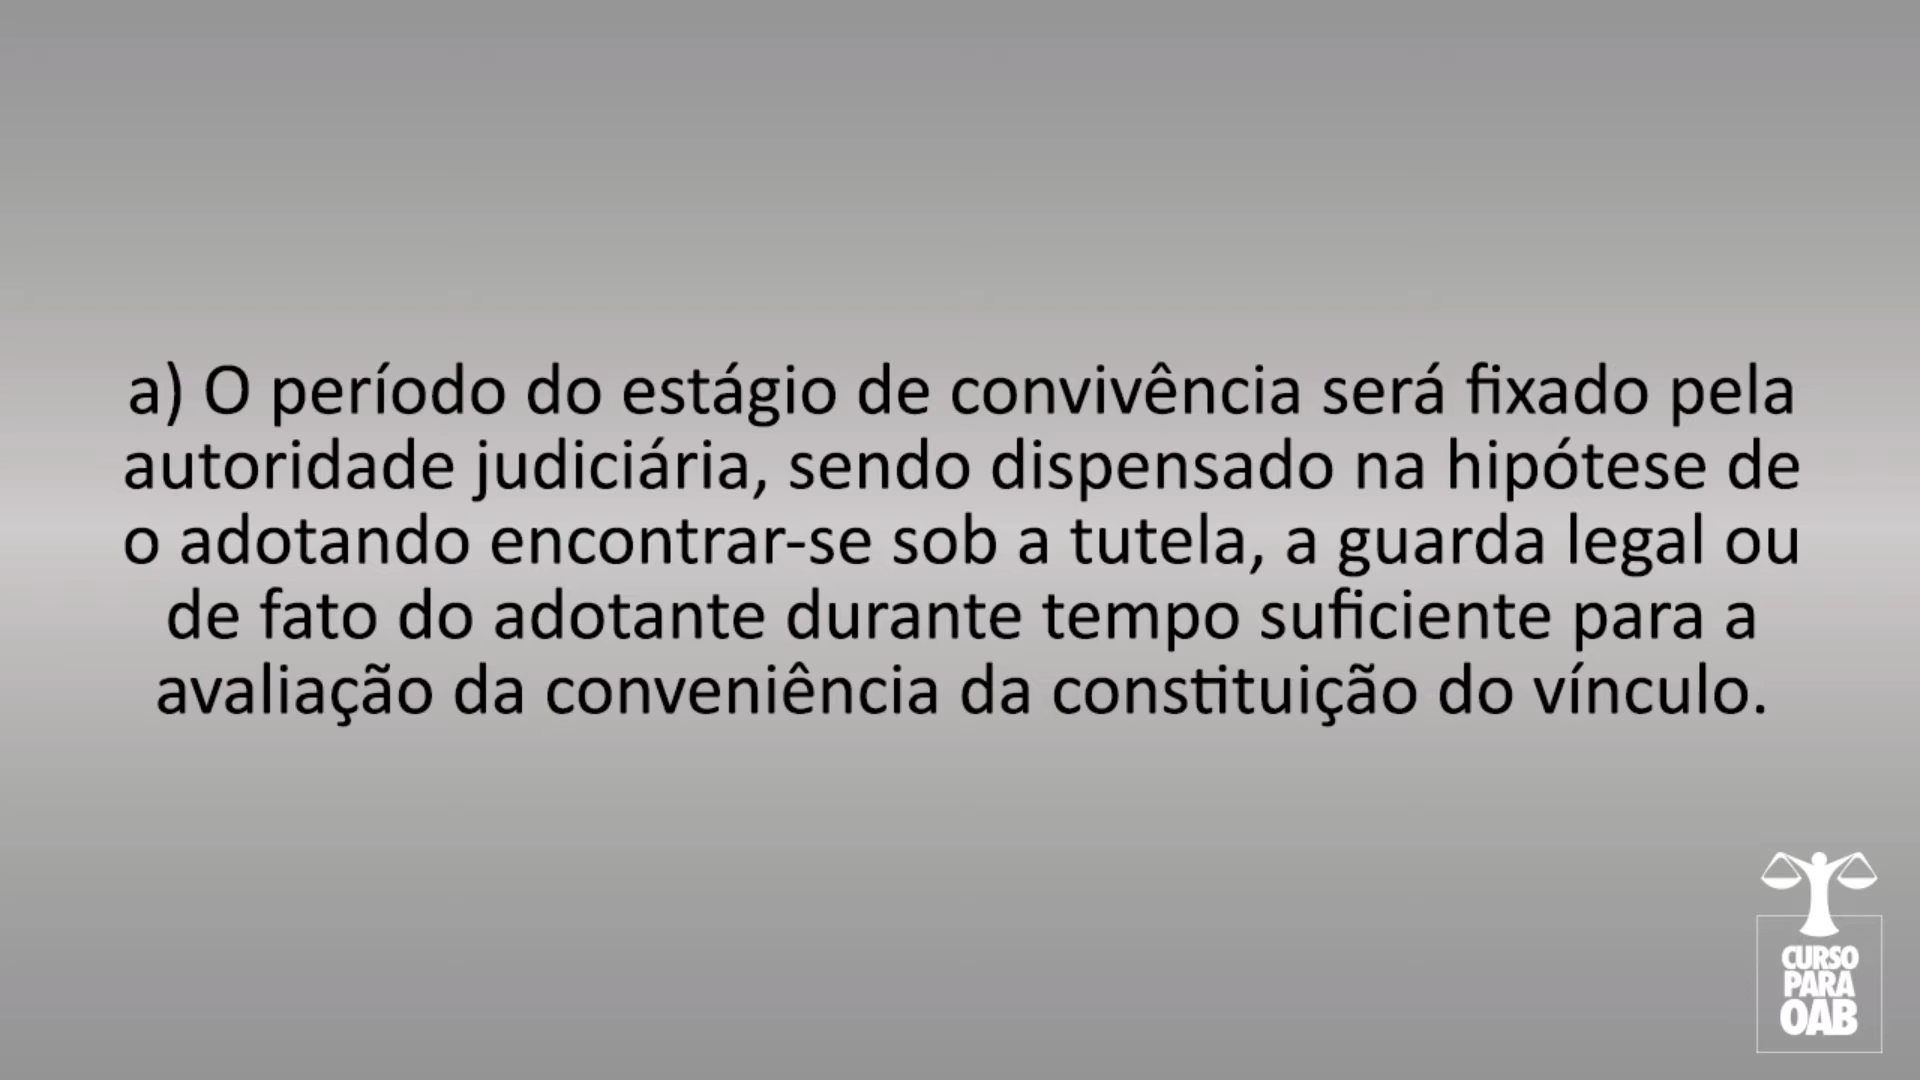 a) O período do estágio de convivência será fixado pela
autoridade judiciária, sendo dispensado na hipótese de
o adotando encontrar-se sob a tutela, a guarda legal ou
de fato do adotante durante tempo suficiente para a
avaliação da conveniência da constituição do vínculo.
CURSO
PARA
OAB